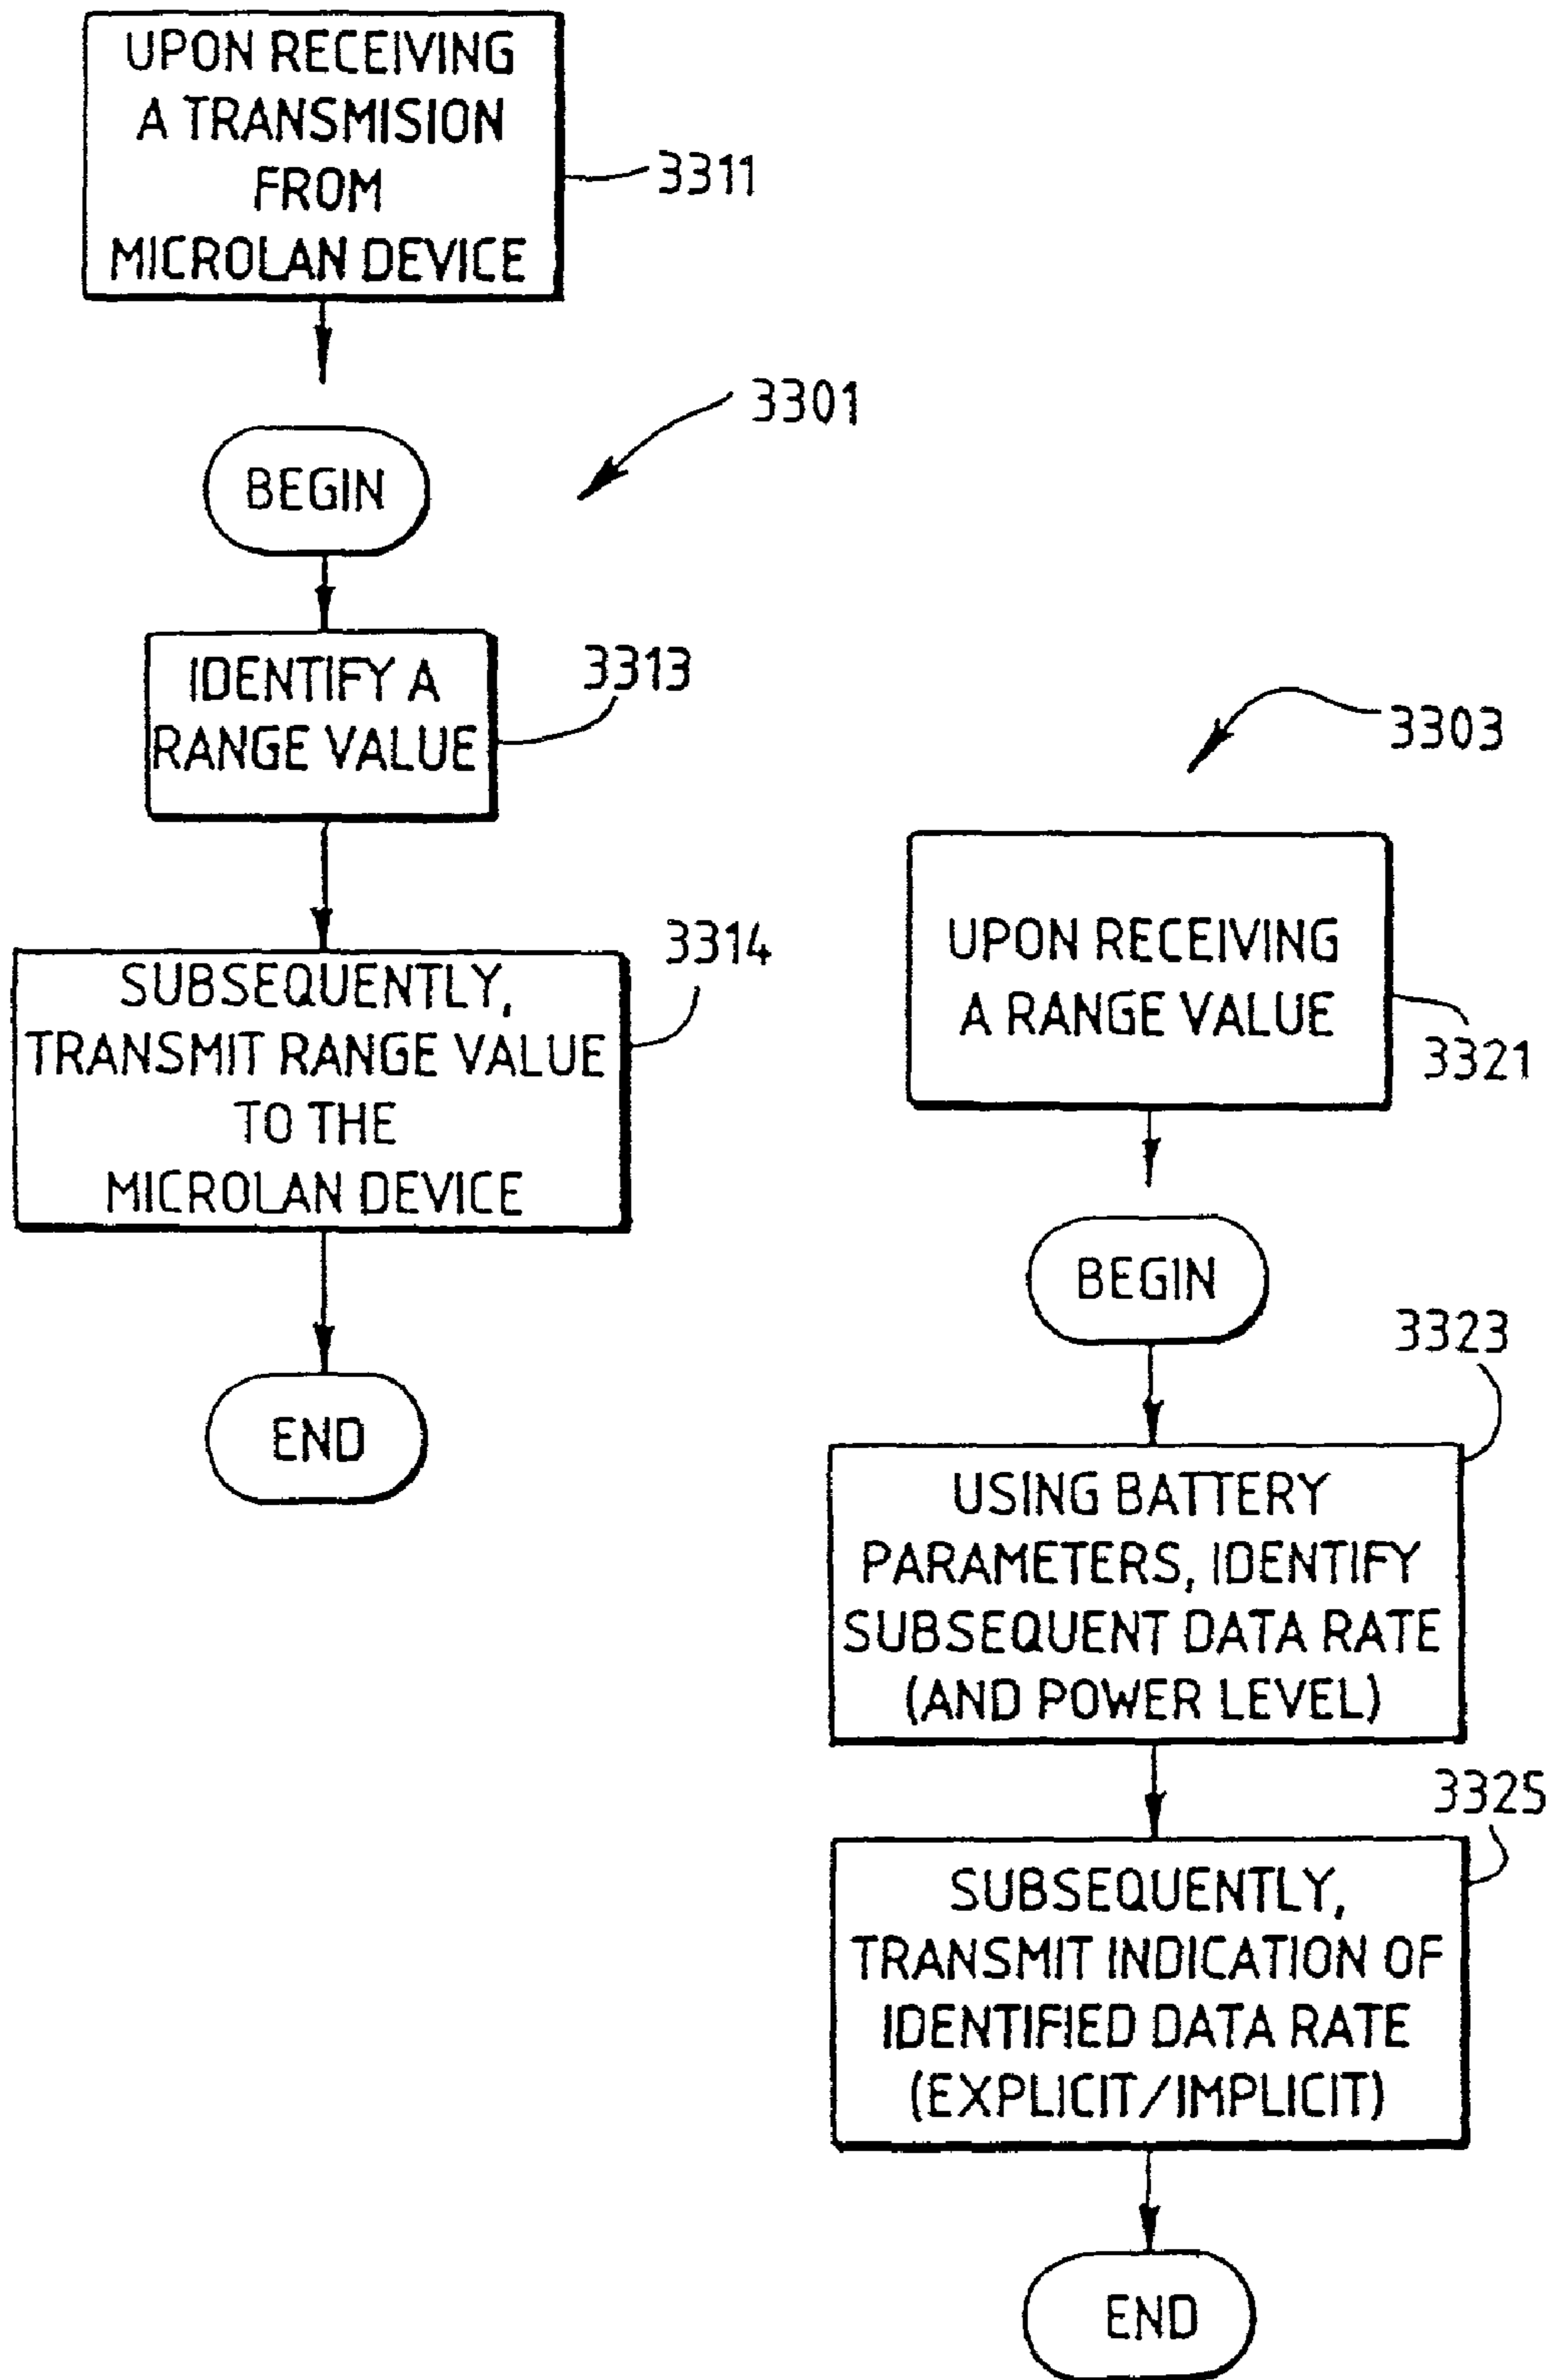 UPON RECEIVING
A TRANSMISION
FROM
MICROLAN DEVICE
3311
3301
BEGIN
IDENTIFY A
RANGE VALUE
3313
SUBSEQUENTLY,
TRANSMIT RANGE VALUE
TO THE
MICROLAN DEVICE
3314
END
3303
UPON RECEIVING
A RANGE VALUE
3321
BEGIN
3323
USING BATTERY
PARAMETERS, IDENTIFY
SUBSEQUENT DATA RATE
(AND POWER LEVEL)
3325
SUBSEQUENTLY,
TRANSMIT INDICATION OF
IDENTIFIED DATA RATE
(EXPLICIT/IMPLICIT)
END